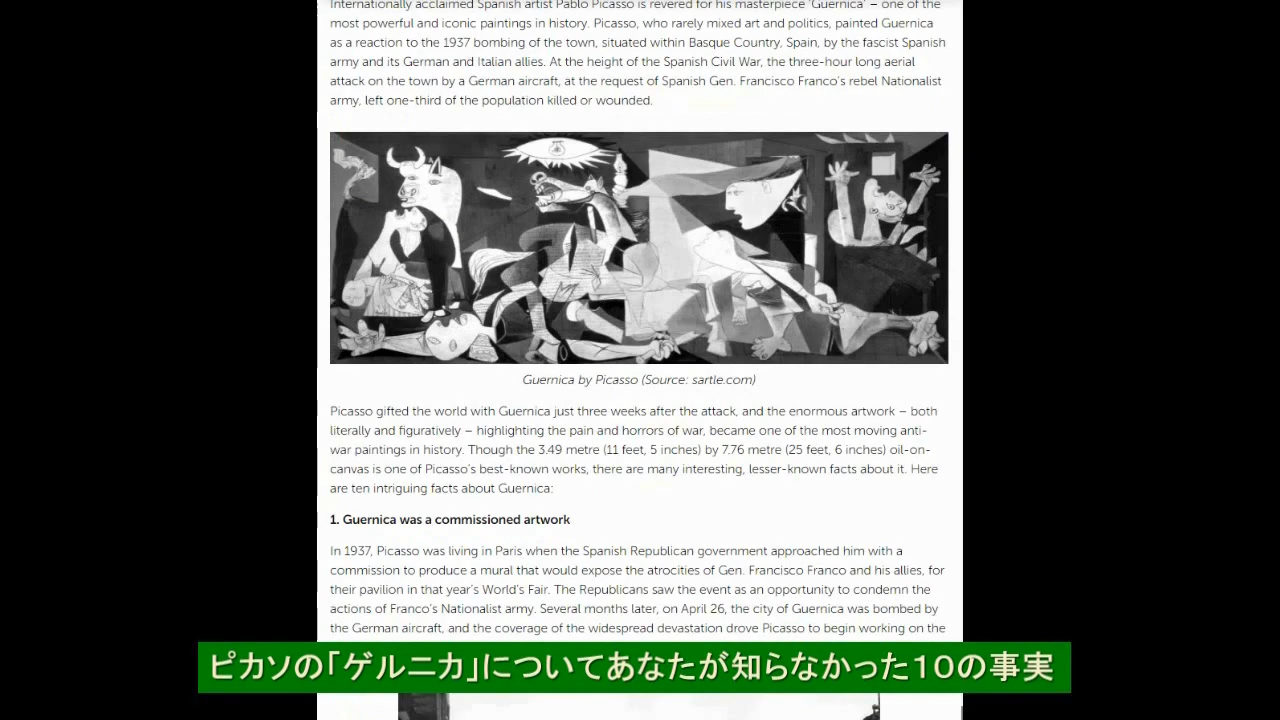 Internationally acclaimed Spanish artist Pablo Picasso is revered for his masterpiece 'Guernica' – one of the
most powerful and iconic paintings in history. Picasso, who rarely mixed art and politics, painted Guernica
as a reaction to the 1937 bombing of the town, situated within Basque Country, Spain, by the fascist Spanish
army and its German and Italian allies. At the height of the Spanish Civil War, the three-hour long aerial
attack on the town by a German aircraft, at the request of Spanish Gen. Francisco Franco's rebel Nationalist
army, left one-third of the population killed or wounded.
Guernica by Picasso (Source: sartle.com)
Picasso gifted the world with Guernica just three weeks after the attack, and the enormous artwork – both
literally and figuratively – highlighting the pain and horrors of war, became one of the most moving anti-
war paintings in history. Though the 3.49 metre (11 feet, 5 inches) by 7.76 metre (25 feet, 6 inches) oil-on-
canvas is one of Picasso's best-known works, there are many interesting, lesser-known facts about it. Here
are ten intriguing facts about Guernica:
1. Guernica was a commissioned artwork
In 1937, Picasso was living in Paris when the Spanish Republican government approached him with a
commission to produce a mural that would expose the atrocities of Gen. Francisco Franco and his allies, for
their pavilion in that year's World's Fair. The Republicans saw the event as an opportunity to condemn the
actions of Franco's Nationalist army. Several months later, on April 26, the city of Guernica was bombed by
the German aircraft, and the coverage of the widespread devastation drove Picasso to begin working on the
ピカソの「ゲルニカ」についてあなたが知らなかった10の事実